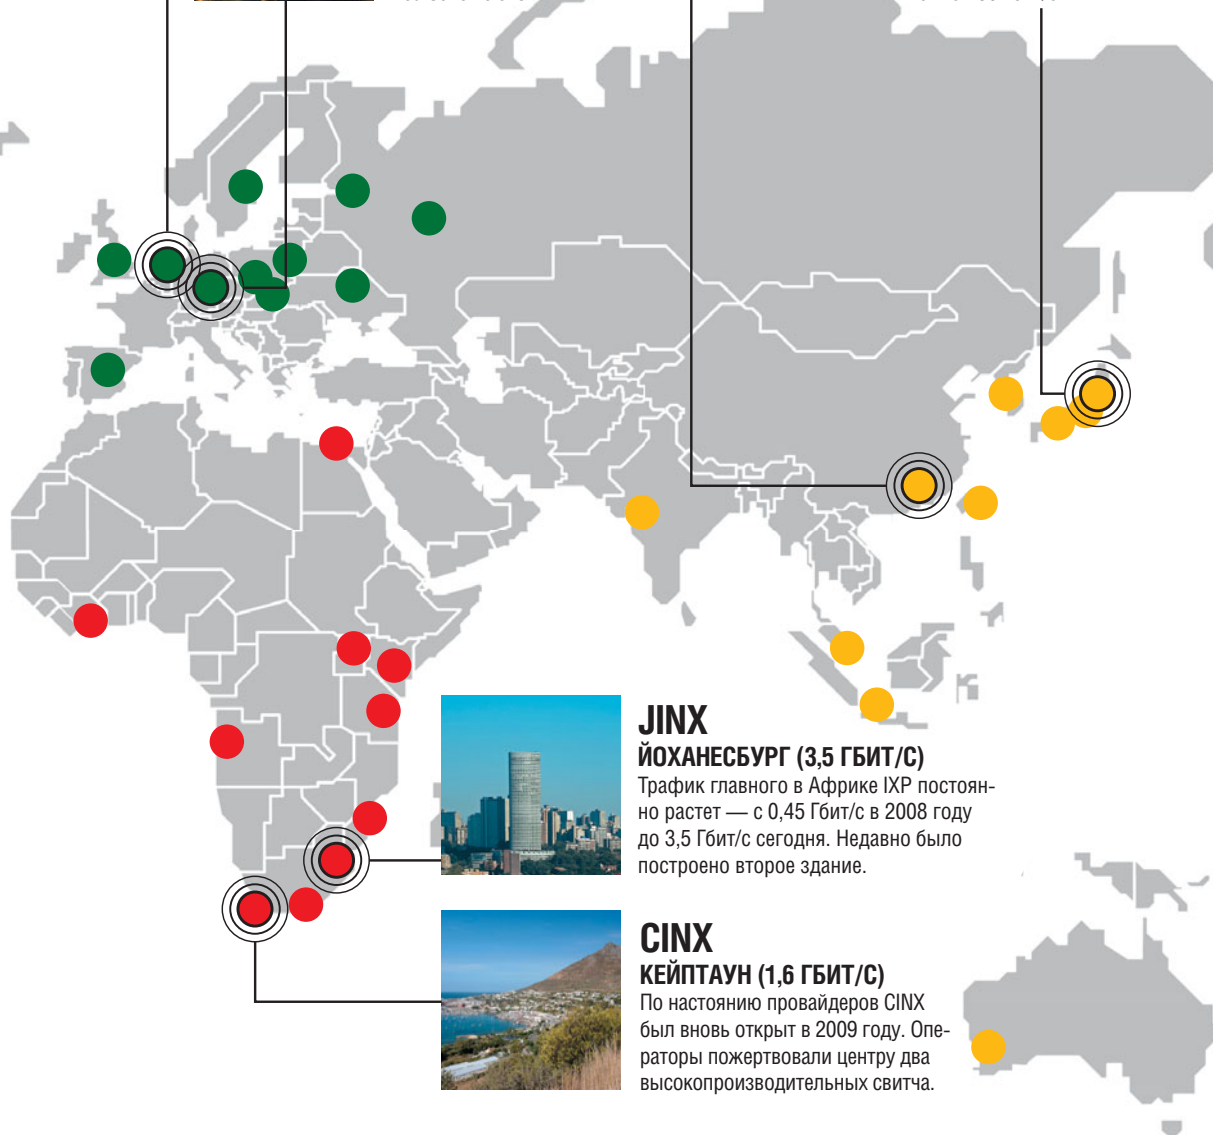 JINX
ЙОХАНЕСБУРГ (3,5 ГБИТ/С)
Трафик главного в Африке IXP постоян-
но растет — с 0,45 Гбит/с в 2008 году
до 3,5 Гбит/с сегодня. Недавно было
построено второе здание.
CINX
КЕЙПТАУН (1,6 ГБИТ/С)
По настоянию провайдеров CINX
был вновь открыт в 2009 году. Опе-
раторы пожертвовали центру два
высокопроизводительных свитча.